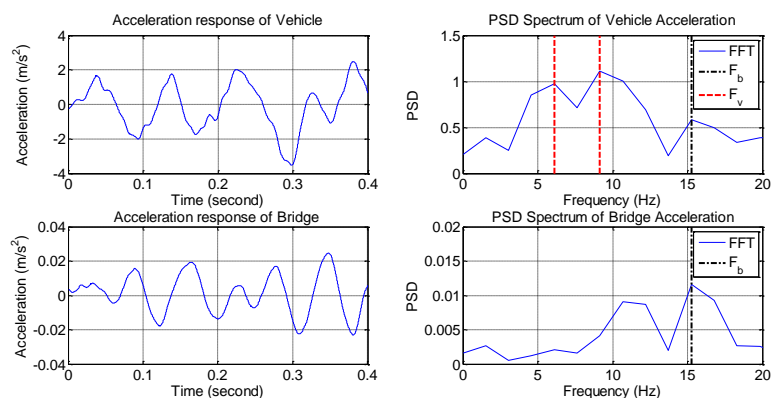 Acceleration response of Vehicle
Acceleration (m/s²)
4
2
0
-2
-4
0 0.1 0.2 0.3 0.4
Time (second)
PSD Spectrum of Vehicle Acceleration
PSD
1.5
1
0.5
0
0 5 10 15 20
Frequency (Hz)
FFT
F_b
F_v
Acceleration response of Bridge
Acceleration (m/s²)
0.04
0.02
0
-0.02
-0.04
0 0.1 0.2 0.3 0.4
Time (second)
PSD Spectrum of Bridge Acceleration
PSD
0.02
0.015
0.01
0.005
0
0 5 10 15 20
Frequency (Hz)
FFT
F_b